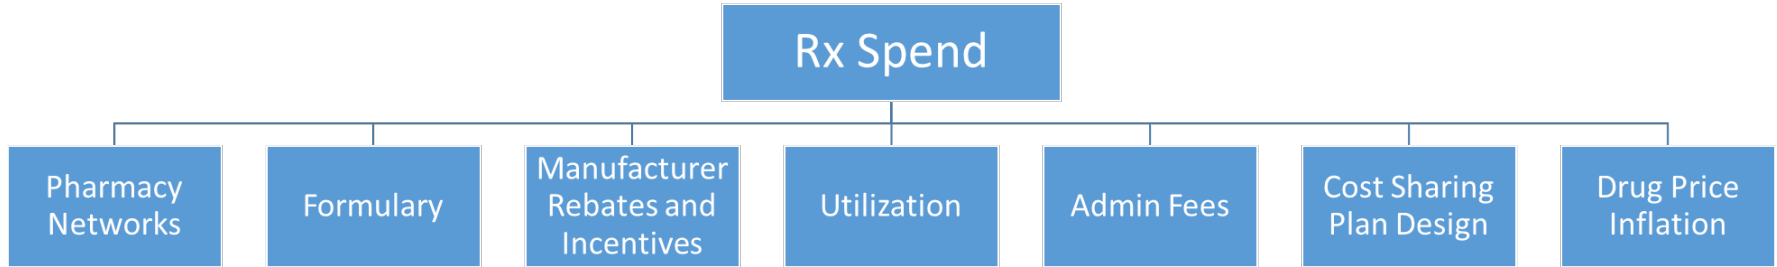 Rx Spend
Pharmacy
Networks
Formulary
Manufacturer
Rebates and
Incentives
Utilization
Admin Fees
Cost Sharing
Plan Design
Drug Price
Inflation